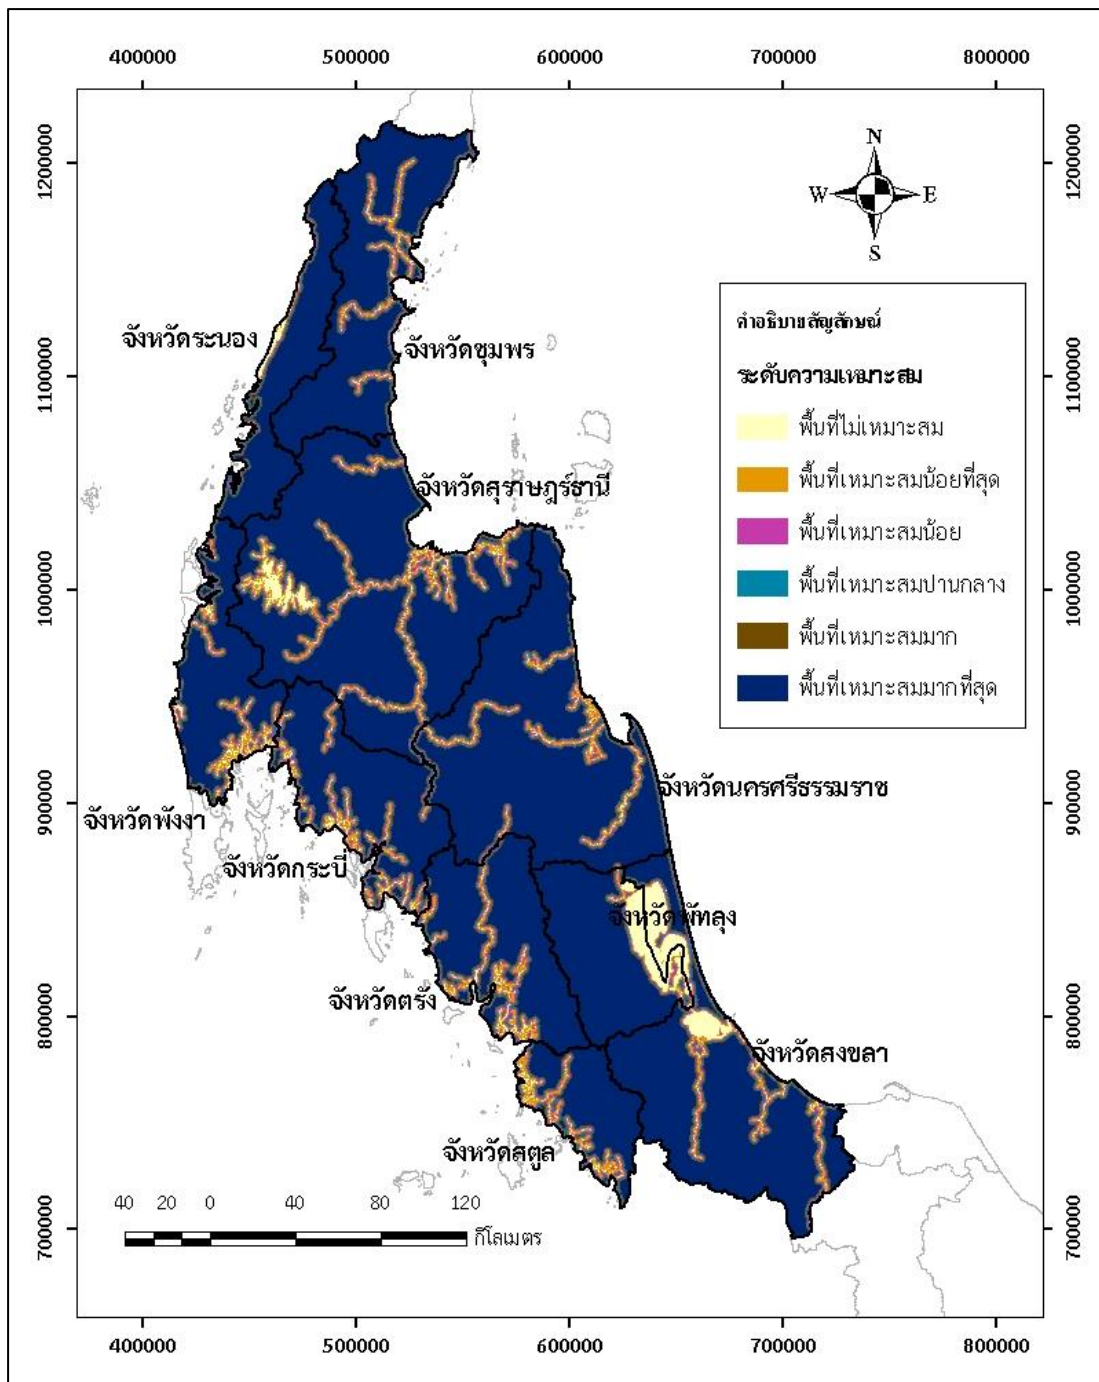 400000 500000 600000 700000 800000
1200000 1200000
N
W E
S
คำอธิบายสัญลักษณ์
ระดับความเหมาะสม
พื้นที่ไม่เหมาะสม
พื้นที่เหมาะสมน้อยที่สุด
พื้นที่เหมาะสมน้อย
พื้นที่เหมาะสมปานกลาง
พื้นที่เหมาะสมมาก
พื้นที่เหมาะสมมากที่สุด
จังหวัดระนอง
จังหวัดชุมพร
1100000 1100000
จังหวัดสุราษฎร์ธานี
1000000 1000000
จังหวัดนครศรีธรรมราช
จังหวัดพังงา
900000 900000
จังหวัดกระบี่
จังหวัดพัทลุง
จังหวัดตรัง
800000 800000
จังหวัดสงขลา
จังหวัดสตูล
40 20 0 40 80 120
กิโลเมตร
700000 700000
400000 500000 600000 700000 800000